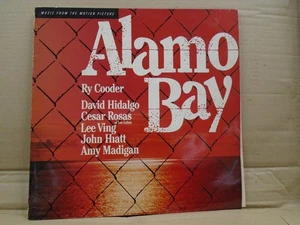 MUSIC FROM THE MOTION PICTURE
Alamo
Bay
Ry Cooder
David Hidalgo
Cesar Rosas
Lee Ving
John Hiatt
Amy Madigan